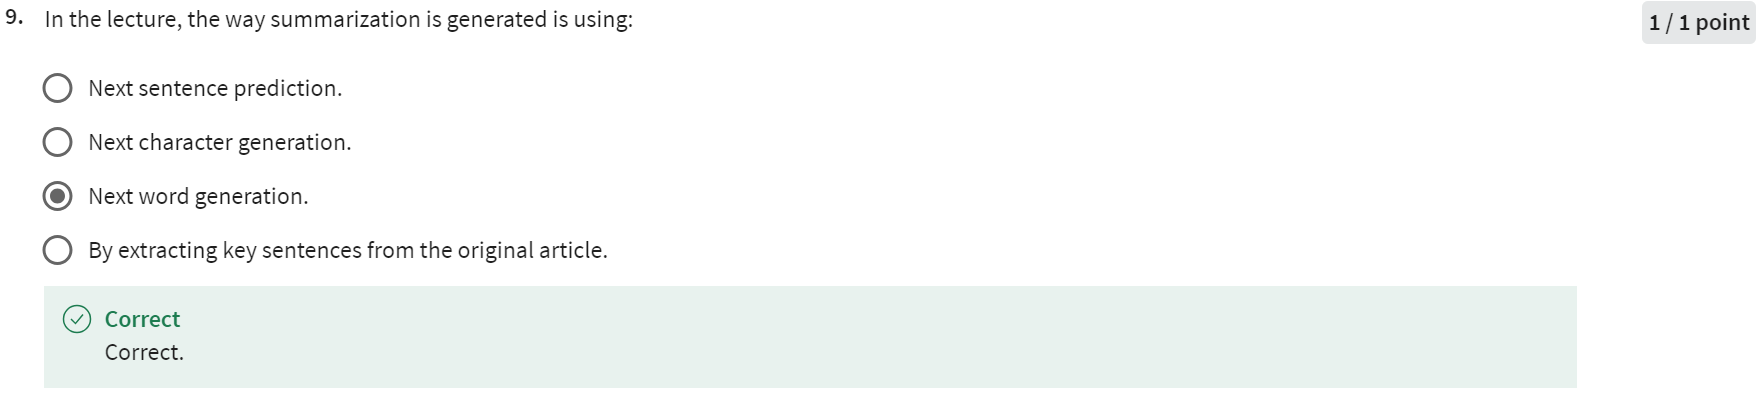 9. In the lecture, the way summarization is generated is using:
1 / 1 point
Next sentence prediction.
Next character generation.
Next word generation.
By extracting key sentences from the original article.
Correct
Correct.